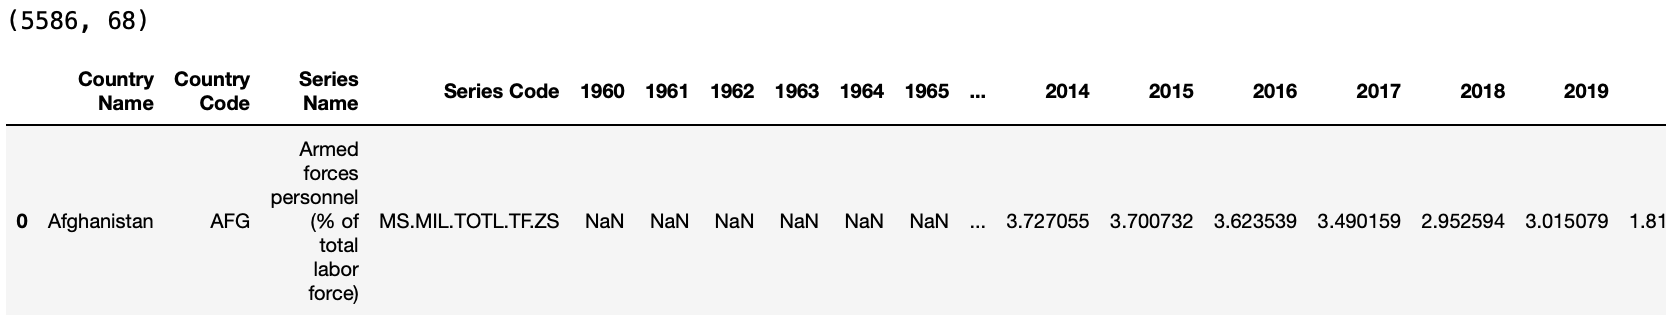 (5586, 68)
Country Name Country Code Series Name Series Code 1960 1961 1962 1963 1964 1965 ... 2014 2015 2016 2017 2018 2019
0 Afghanistan AFG Armed forces personnel (% of total labor force) MS.MIL.TOTL.TF.ZS NaN NaN NaN NaN NaN NaN ... 3.727055 3.700732 3.623539 3.490159 2.952594 3.015079 1.81